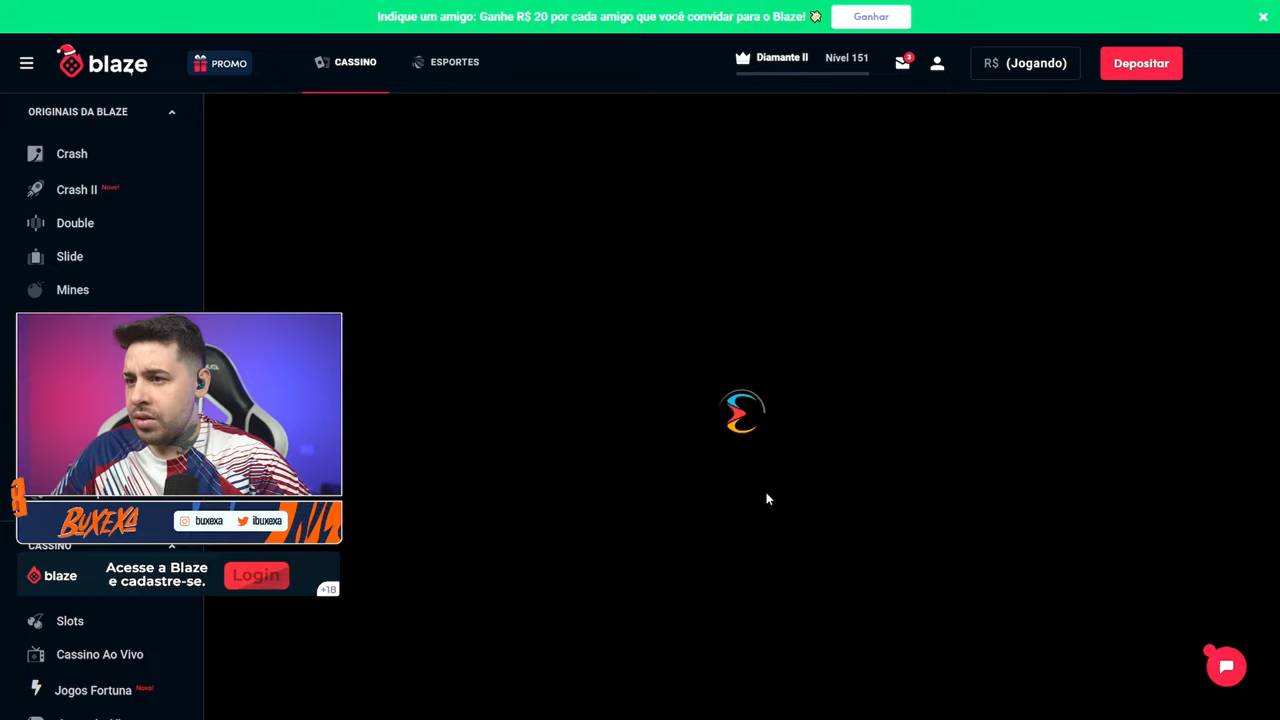 Indique um amigo: Ganhe R$ 20 por cada amigo que você convidar para o Blaze!
Ganhar
blaze
PROMO
CASSINO
ESPORTES
Diamante II
Nível 151
3
R$ (Jogando)
Depositar
ORIGINAIS DA BLAZE
Crash
Crash II Novo!
Double
Slide
Mines
BUXEXA
buxexa
ibuxexa
CASSINO
blaze
Acesse a Blaze
e cadastre-se.
Login
+18
Slots
Cassino Ao Vivo
Jogos Fortuna Novo!